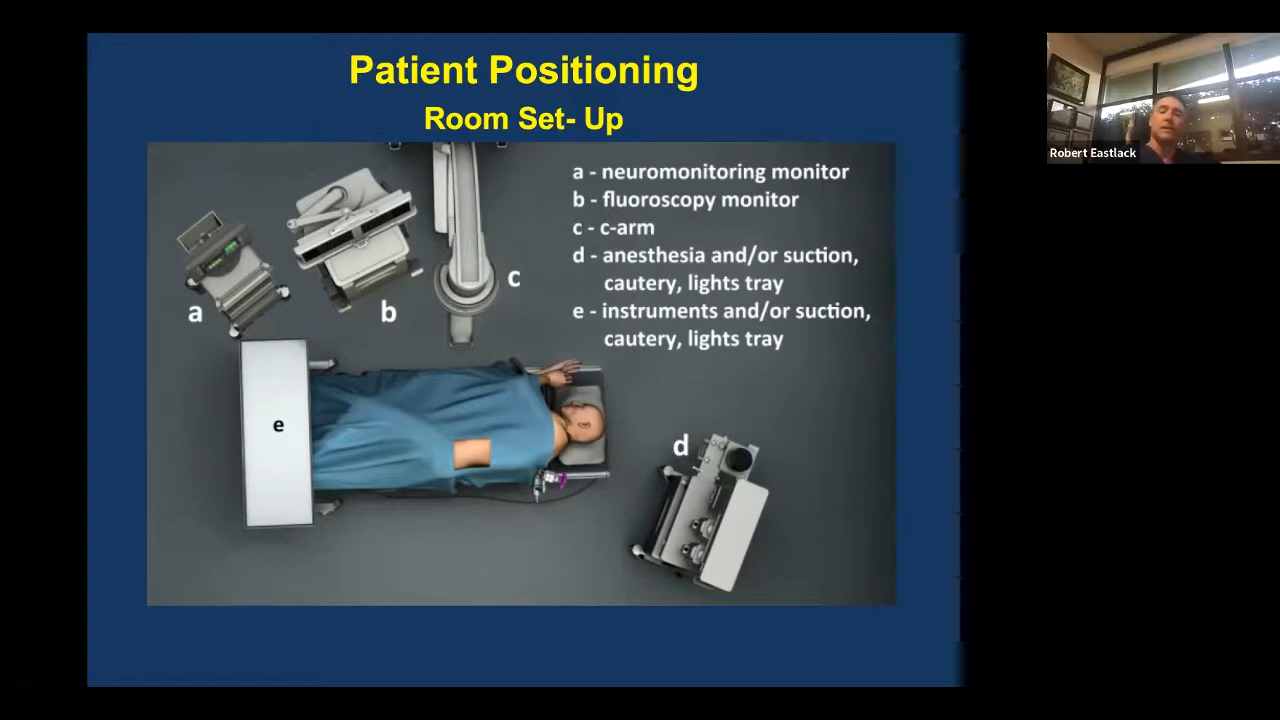 Patient Positioning
Room Set- Up
a - neuromonitoring monitor
b - fluoroscopy monitor
c - c-arm
d - anesthesia and/or suction,
cautery, lights tray
e - instruments and/or suction,
cautery, lights tray
a
b
c
d
e
Robert Eastlack